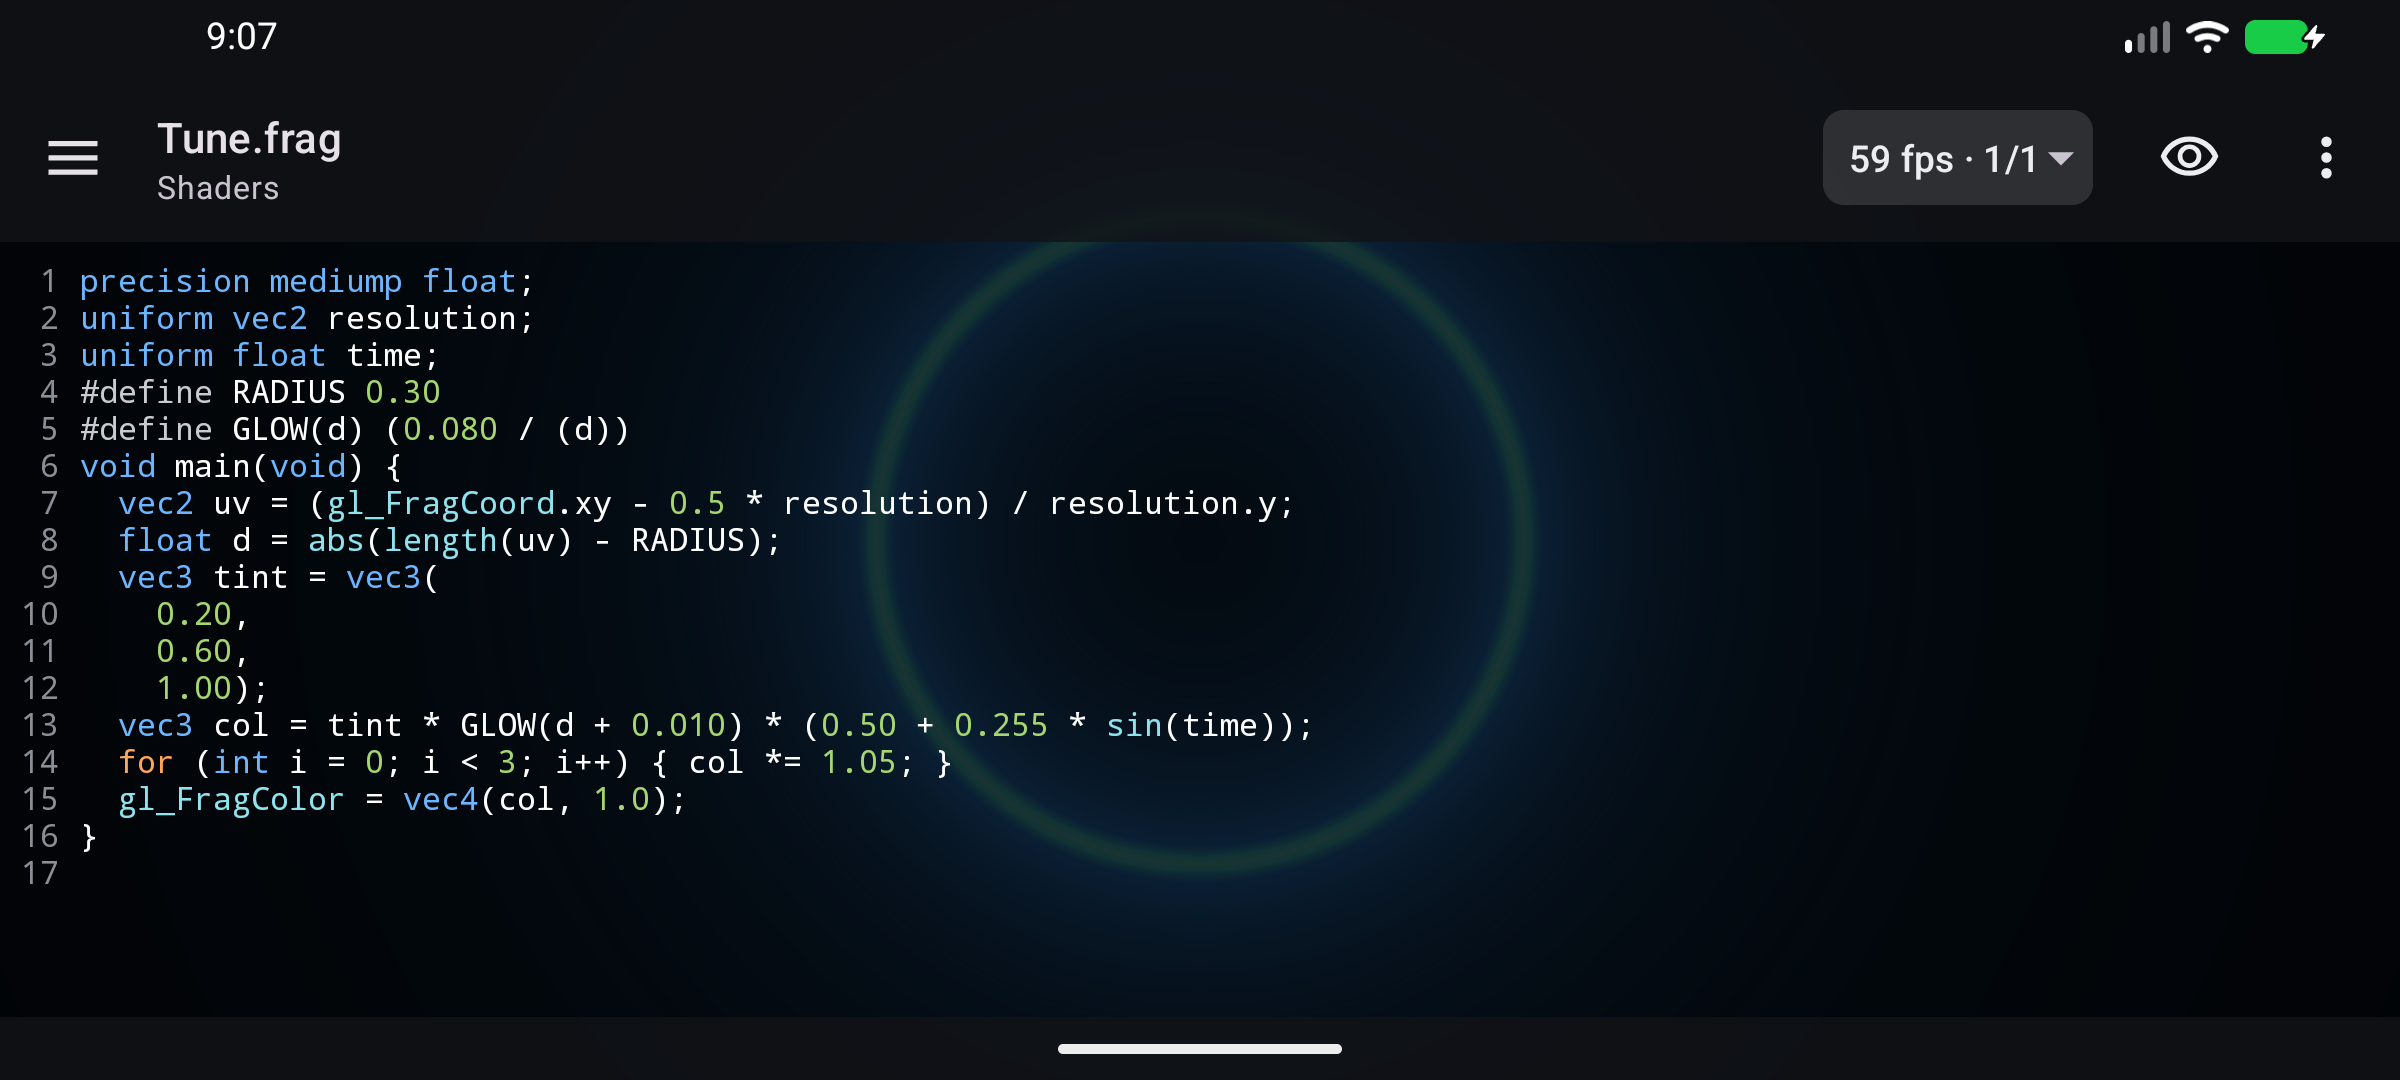 9:07
Tune.frag
Shaders
59 fps · 1/1
1 precision mediump float;
2 uniform vec2 resolution;
3 uniform float time;
4 #define RADIUS 0.30
5 #define GLOW(d) (0.080 / (d))
6 void main(void) {
7   vec2 uv = (gl_FragCoord.xy - 0.5 * resolution) / resolution.y;
8   float d = abs(length(uv) - RADIUS);
9   vec3 tint = vec3(
10     0.20,
11     0.60,
12     1.00);
13   vec3 col = tint * GLOW(d + 0.010) * (0.50 + 0.255 * sin(time));
14   for (int i = 0; i < 3; i++) { col *= 1.05; }
15   gl_FragColor = vec4(col, 1.0);
16 }
17